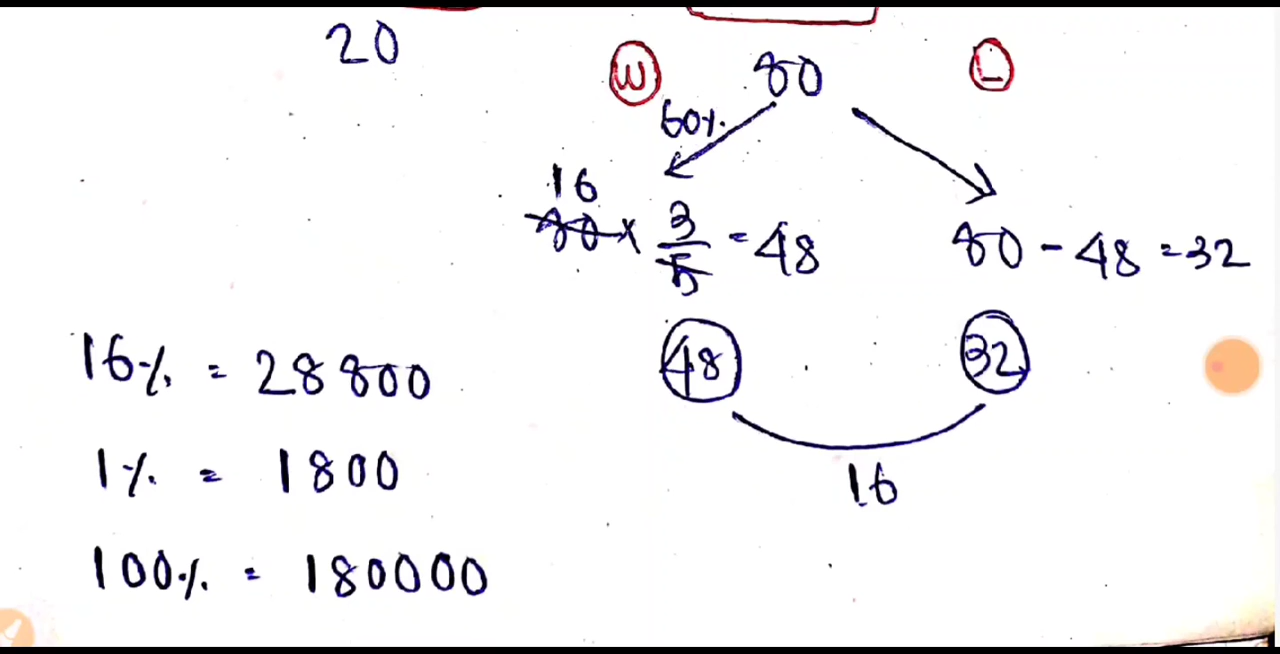 20
W 80 L
60%
16
80 × 3/5 = 48 80 - 48 = 32
16% = 28800 48 32
1% = 1800 16
100% = 180000